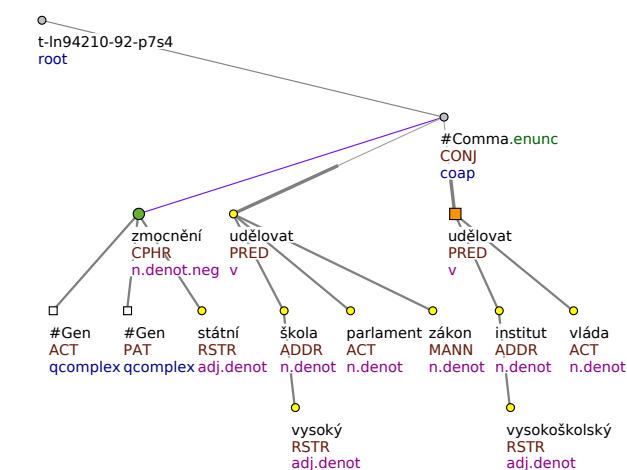 t-ln94210-92-p7s4
root
#Comma.enunc
CONJ
coap
zmocnění udělovat udělovat
CPHR PRED PRED
n.denot.neg v v
#Gen #Gen státní škola parlament zákon institut vláda
ACT PAT RSTR ADDR ACT MANN ADDR ACT
qcomplex qcomplex adj.denot n.denot n.denot n.denot n.denot n.denot
vysoký vysokoškolský
RSTR RSTR
adj.denot adj.denot